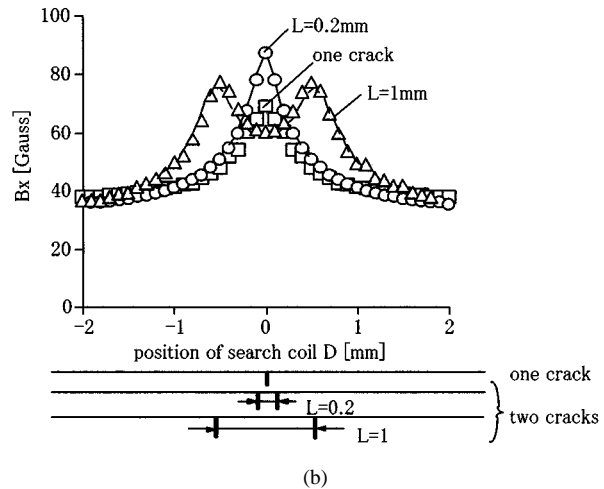 100
80
60
40
20
0
Bx [Gauss]
L=0.2mm
one crack
L=1mm
-2
-1
0
1
2
position of search coil D [mm]
one crack
L=0.2
two cracks
L=1
(b)